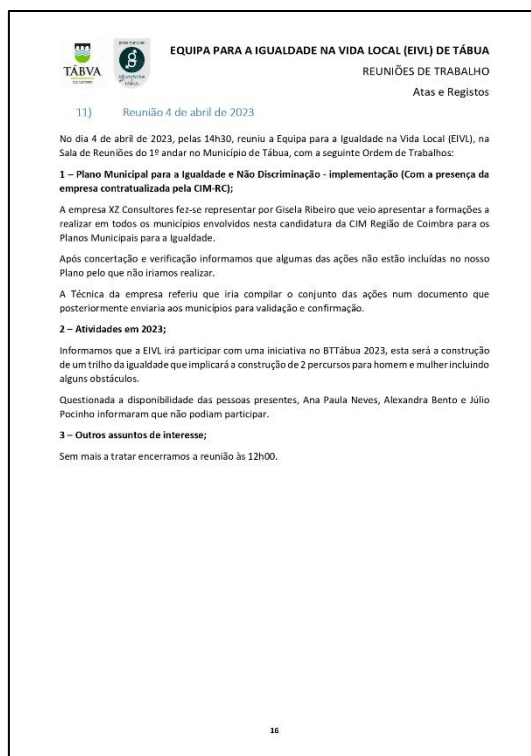 EQUIPA PARA A IGUALDADE NA VIDA LOCAL (EIVL) DE TÁBUA
TÁBVA
REUNIÕES DE TRABALHO
Atas e Registos
11) Reunião 4 de abril de 2023
No dia 4 de abril de 2023, pelas 14h30, reuniu a Equipa para a Igualdade na Vida Local (EIVL), na
Sala de Reuniões do 1º andar no Município de Tábua, com a seguinte Ordem de Trabalhos:
1 – Plano Municipal para a Igualdade e Não Discriminação - implementação (Com a presença da
empresa contratualizada pela CIM-RC);
A empresa XZ Consultores fez-se representar por Gisela Ribeiro que veio apresentar a formações a
realizar em todos os municípios envolvidos nesta candidatura da CIM Região de Coimbra para os
Planos Municipais para a Igualdade.
Após concertação e verificação informamos que algumas das ações não estão incluídas no nosso
Plano pelo que não iriamos realizar.
A Técnica da empresa referiu que iria compilar o conjunto das ações num documento que
posteriormente enviaria aos municípios para validação e confirmação.
2 – Atividades em 2023;
Informamos que a EIVL irá participar com uma iniciativa no BTTábua 2023, esta será a construção
de um trilho da igualdade que implicará a construção de 2 percursos para homem e mulher incluindo
alguns obstáculos.
Questionada a disponibilidade das pessoas presentes, Ana Paula Neves, Alexandra Bento e Júlio
Pocinho informaram que não podiam participar.
3 – Outros assuntos de interesse;
Sem mais a tratar encerramos a reunião às 12h00.
16